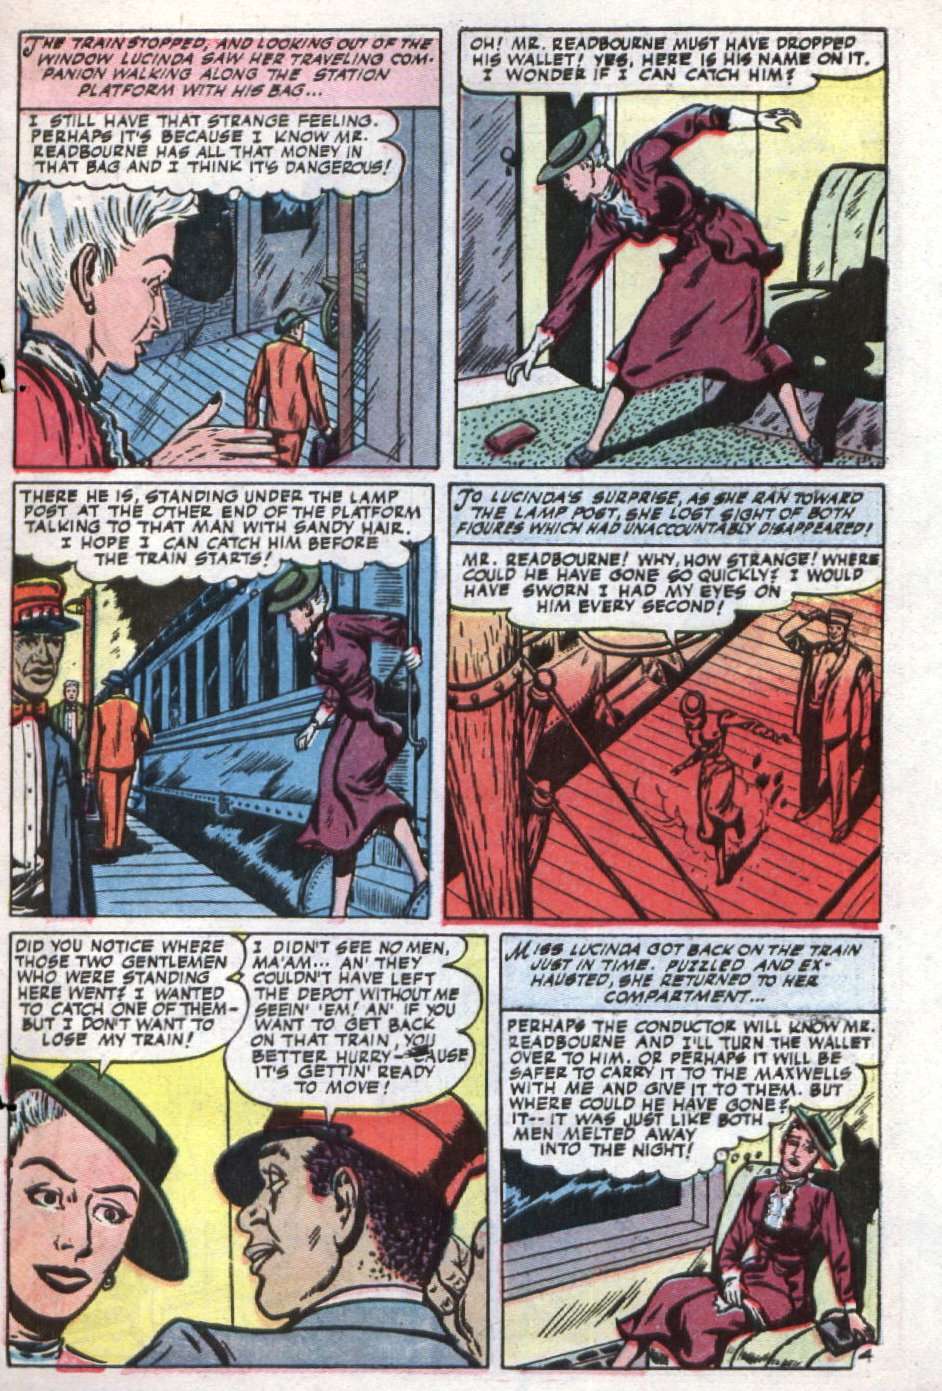 THE TRAIN STOPPED, AND LOOKING OUT OF THE
WINDOW LUCINDA SAW HER TRAVELING COM-
PANION WALKING ALONG THE STATION
PLATFORM WITH HIS BAG...
I STILL HAVE THAT STRANGE FEELING.
PERHAPS IT'S BECAUSE I KNOW MR.
READBOURNE HAS ALL THAT MONEY IN
THAT BAG AND I THINK IT'S DANGEROUS!
OH! MR. READBOURNE MUST HAVE DROPPED
HIS WALLET! YES, HERE IS HIS NAME ON IT.
I WONDER IF I CAN CATCH HIM?
THERE HE IS, STANDING UNDER THE LAMP
POST AT THE OTHER END OF THE PLATFORM
TALKING TO THAT MAN WITH SANDY HAIR.
I HOPE I CAN CATCH HIM BEFORE
THE TRAIN STARTS!
TO LUCINDA'S SURPRISE, AS SHE RAN TOWARD
THE LAMP POST, SHE LOST SIGHT OF BOTH
FIGURES WHICH HAD UNACCOUNTABLY DISAPPEARED!
MR. READBOURNE! WHY, HOW STRANGE! WHERE
COULD HE HAVE GONE SO QUICKLY? I WOULD
HAVE SWORN I HAD MY EYES ON
HIM EVERY SECOND!
DID YOU NOTICE WHERE
THOSE TWO GENTLEMEN
WHO WERE STANDING
HERE WENT? I WANTED
TO CATCH ONE OF THEM-
BUT I DON'T WANT TO
LOSE MY TRAIN!
I DIDN'T SEE NO MEN,
MA'AM... AN' THEY
COULDN'T HAVE LEFT
THE DEPOT WITHOUT ME
SEEIN' 'EM! AN' IF YOU
WANT TO GET BACK
ON THAT TRAIN, YOU
BETTER HURRY-- 'CAUSE
IT'S GETTIN' READY
TO MOVE!
MISS LUCINDA GOT BACK ON THE TRAIN
JUST IN TIME. PUZZLED AND EX-
HAUSTED, SHE RETURNED TO HER
COMPARTMENT...
PERHAPS THE CONDUCTOR WILL KNOW MR.
READBOURNE AND I'LL TURN THE WALLET
OVER TO HIM. OR PERHAPS IT WILL BE
SAFER TO CARRY IT TO THE MAXWELLS
WITH ME AND GIVE IT TO THEM. BUT
WHERE COULD HE HAVE GONE?
IT-- IT WAS JUST LIKE BOTH
MEN MELTED AWAY
INTO THE NIGHT!
4